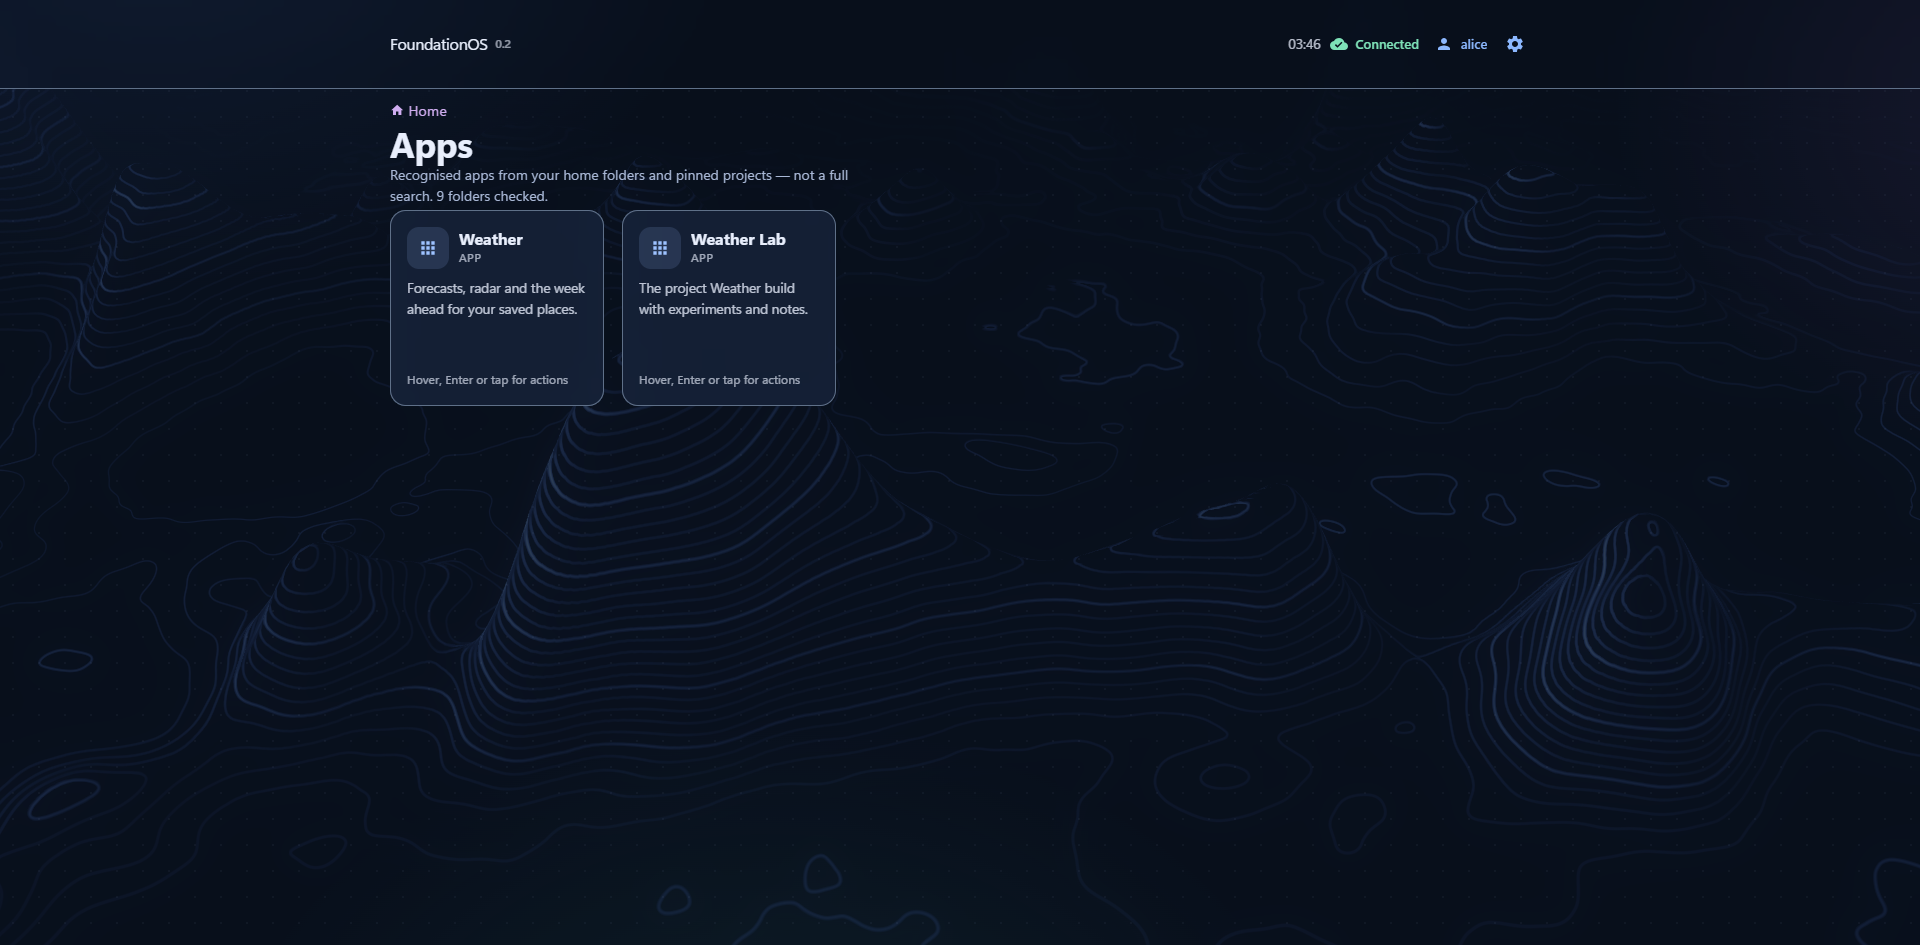 FoundationOS 0.2
03:46 Connected alice
Home
Apps
Recognised apps from your home folders and pinned projects — not a full
search. 9 folders checked.
Weather
APP
Forecasts, radar and the week
ahead for your saved places.
Hover, Enter or tap for actions
Weather Lab
APP
The project Weather build
with experiments and notes.
Hover, Enter or tap for actions